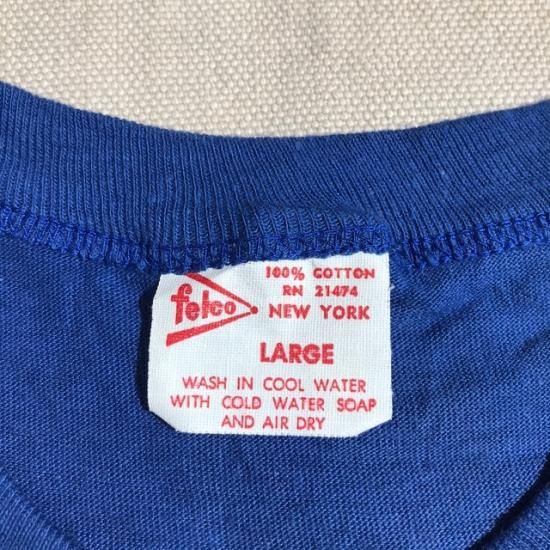 100% COTTON
RN 21474
felco
NEW YORK
LARGE
WASH IN COOL WATER
WITH COLD WATER SOAP
AND AIR DRY